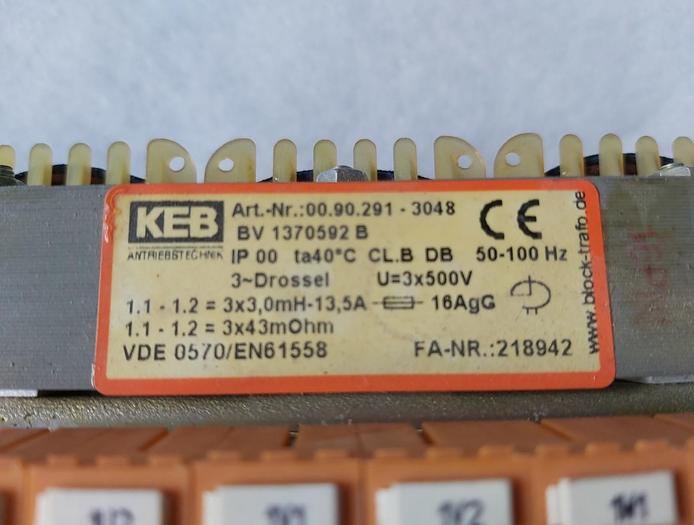 KEB
ANTRIEBSTECHNIK
Art.-Nr.:00.90.291 - 3048
BV 1370592 B
IP 00 ta40°C CL.B DB 50-100 Hz
3~Drossel U=3x500V
1.1 - 1.2 = 3x3,0mH-13,5A 16AgG
1.1 - 1.2 = 3x43mOhm
VDE 0570/EN61558 FA-NR.:218942
CE
www.block-trafo.de